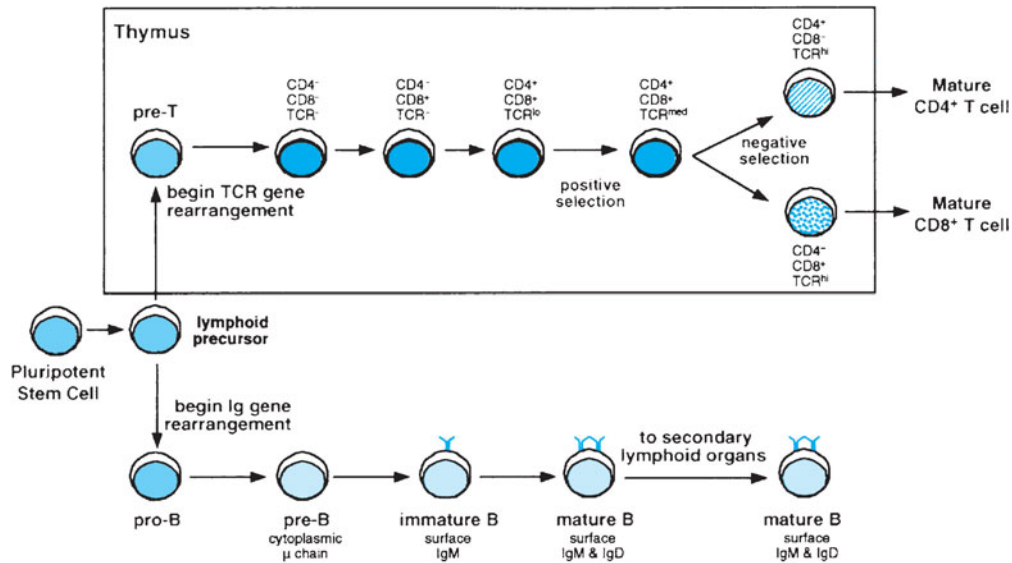 Thymus
pre-T
CD4⁻
CD8⁻
TCR⁻
CD4⁻
CD8⁺
TCR⁻
CD4⁺
CD8⁺
TCRˡᵒ
CD4⁺
CD8⁺
TCRᵐᵉᵈ
CD4⁺
CD8⁻
TCRʰⁱ
Mature
CD4⁺ T cell
begin TCR gene
rearrangement
positive
selection
negative
selection
Mature
CD8⁺ T cell
CD4⁻
CD8⁺
TCRʰⁱ
lymphoid
precursor
Pluripotent
Stem Cell
begin Ig gene
rearrangement
to secondary
lymphoid organs
pro-B
pre-B
cytoplasmic
μ chain
immature B
surface
IgM
mature B
surface
IgM & IgD
mature B
surface
IgM & IgD